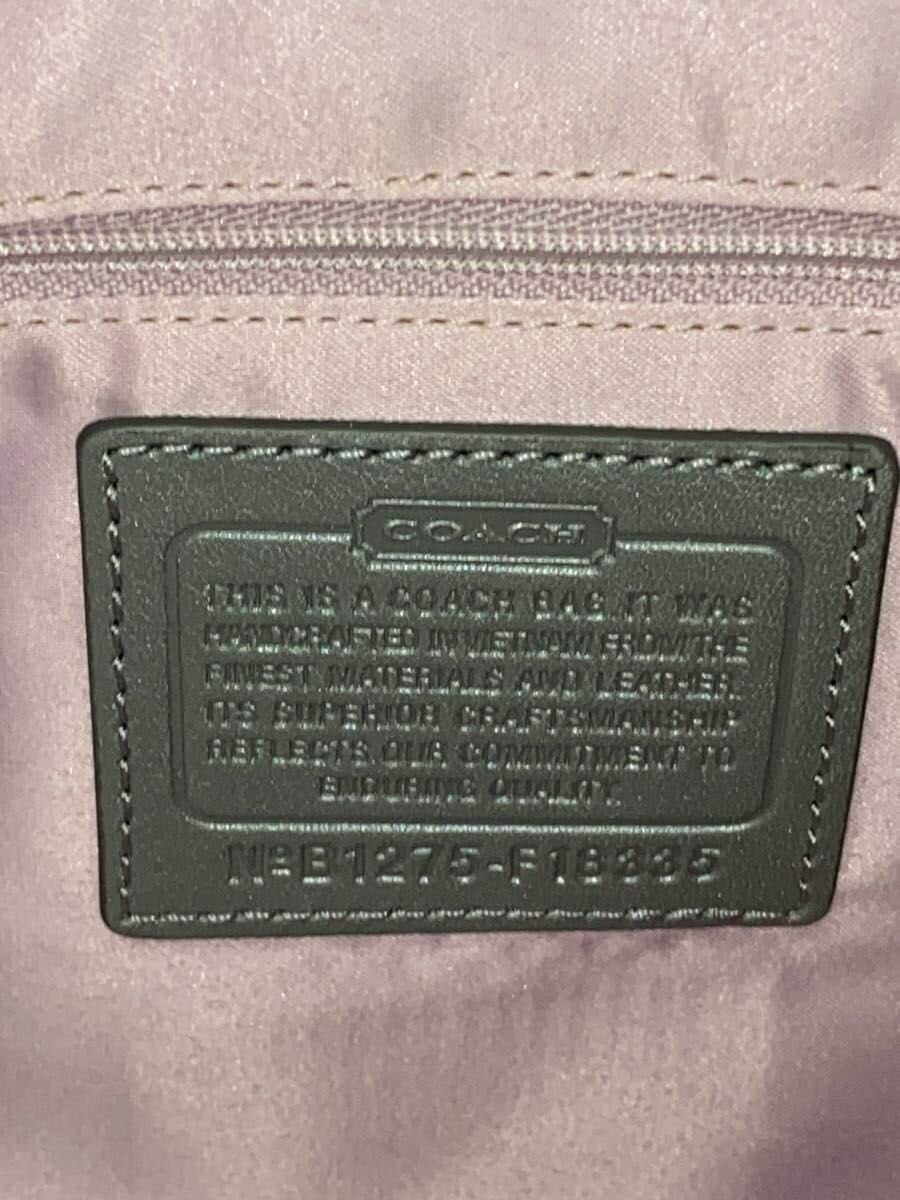 COACH
THIS IS A COACH BAG. IT WAS
HANDCRAFTED IN VIETNAM FROM THE
FINEST MATERIALS AND LEATHER.
ITS SUPERIOR CRAFTSMANSHIP
REFLECTS OUR COMMITMENT TO
ENDURING QUALITY.
Nº B1275-F18335